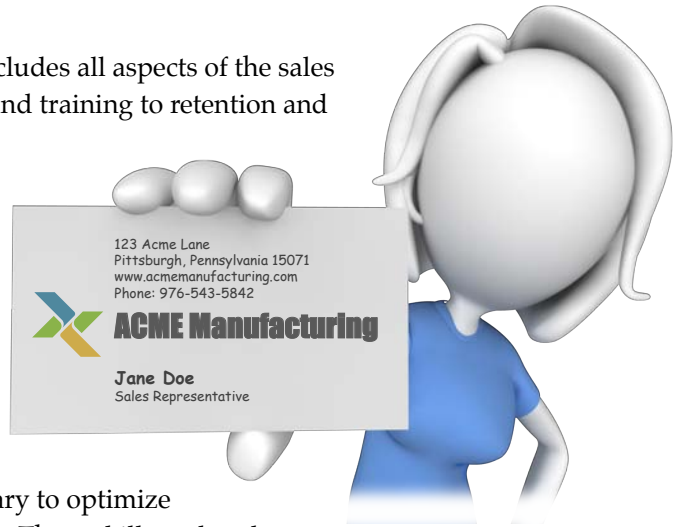 cludes all aspects of the sales
nd training to retention and
123 Acme Lane
Pittsburgh, Pennsylvania 15071
www.acmemanufacturing.com
Phone: 976-543-5842
ACME Manufacturing
Jane Doe
Sales Representative
ary to optimize